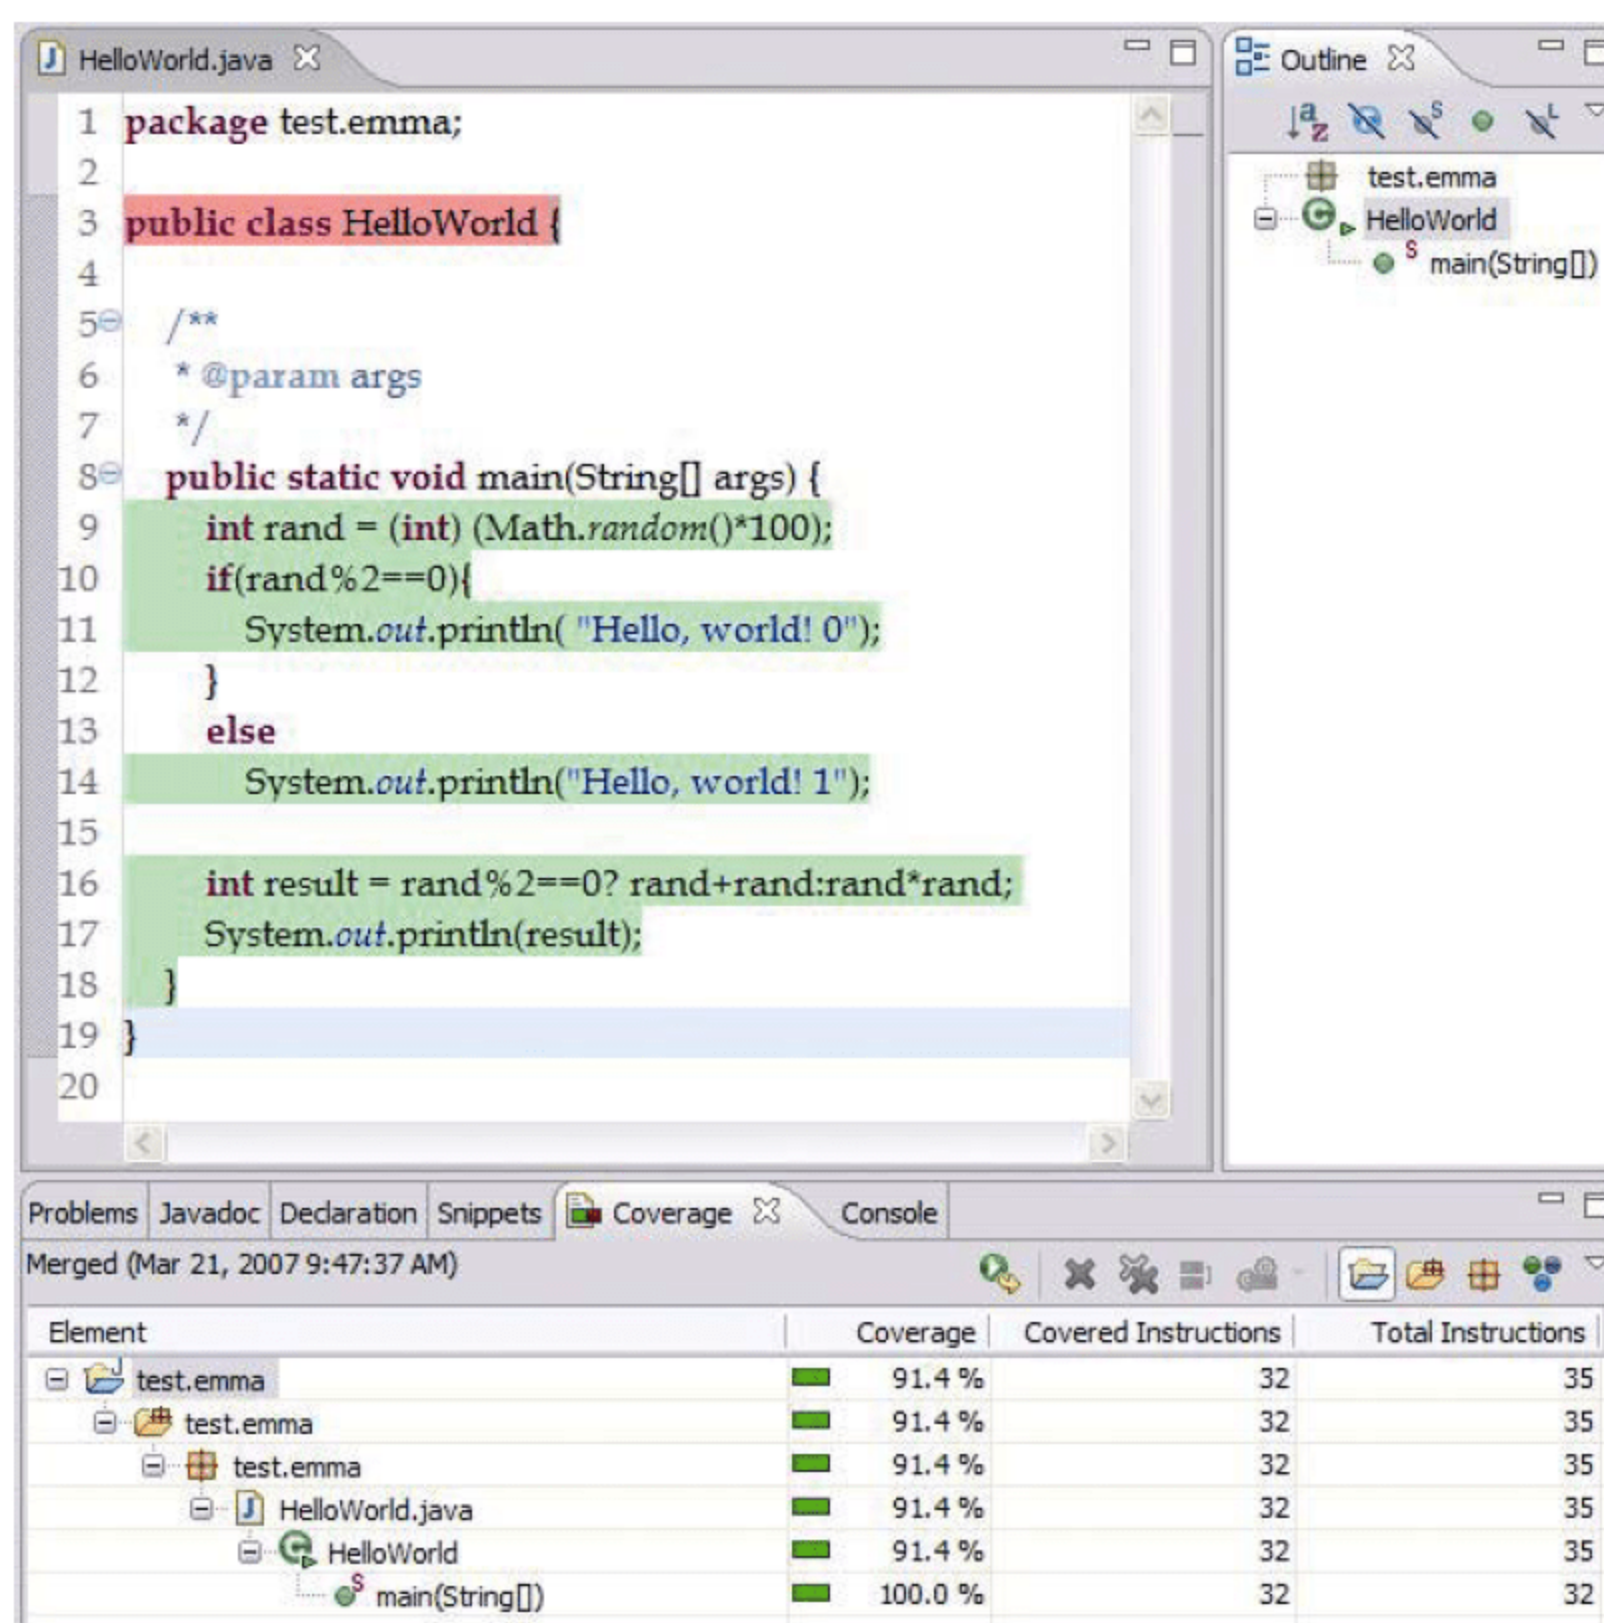 HelloWorld.java
1 package test.emma;
2
3 public class HelloWorld {
4
5 /**
6 * @param args
7 */
8 public static void main(String[] args) {
9 int rand = (int) (Math.random()*100);
10 if(rand%2==0){
11 System.out.println( "Hello, world! 0");
12 }
13 else
14 System.out.println("Hello, world! 1");
15
16 int result = rand%2==0? rand+rand:rand*rand;
17 System.out.println(result);
18 }
19 }
20
Outline
test.emma
HelloWorld
S main(String[])
Problems Javadoc Declaration Snippets Coverage Console
Merged (Mar 21, 2007 9:47:37 AM)
Element Coverage Covered Instructions Total Instructions
test.emma 91.4 % 32 35
test.emma 91.4 % 32 35
test.emma 91.4 % 32 35
HelloWorld.java 91.4 % 32 35
HelloWorld 91.4 % 32 35
S main(String[]) 100.0 % 32 32